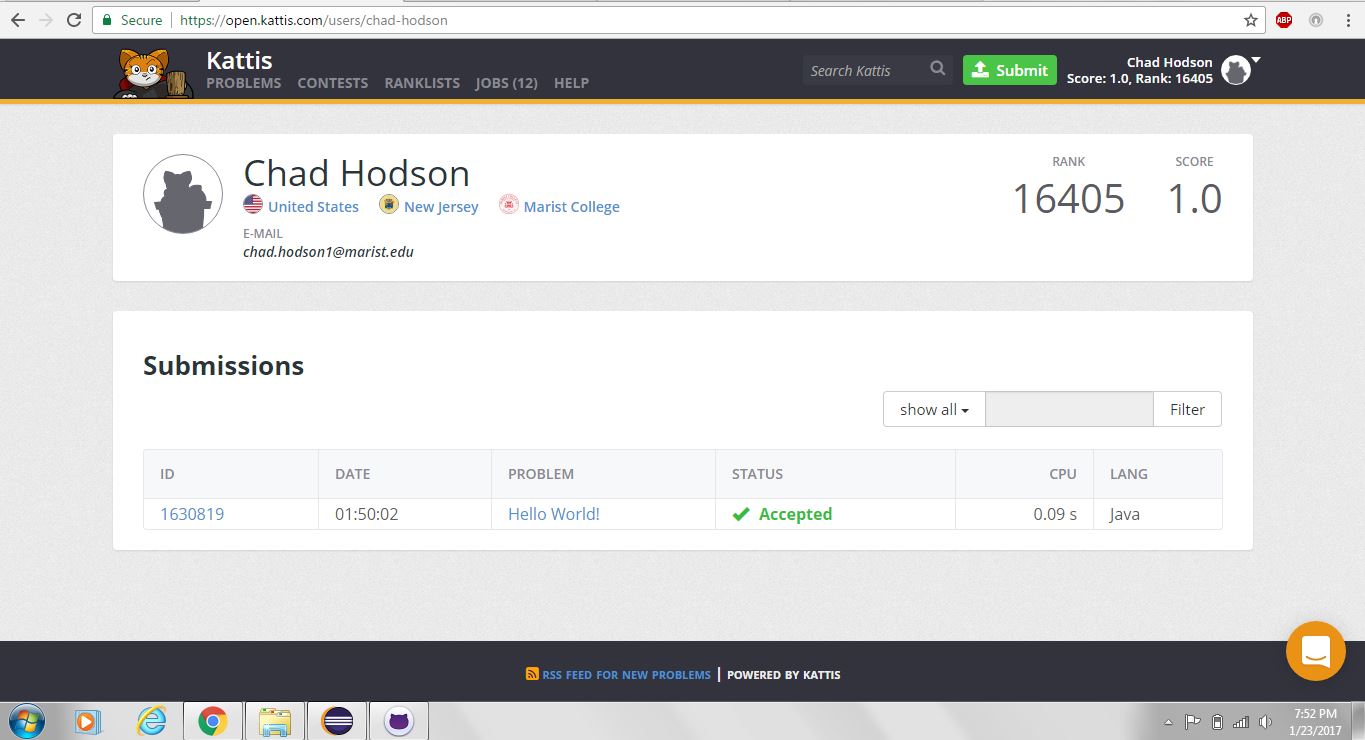 Secure https://open.kattis.com/users/chad-hodson ABP
Kattis
PROBLEMS CONTESTS RANKLISTS JOBS (12) HELP
Search Kattis
Submit
Chad Hodson
Score: 1.0, Rank: 16405
Chad Hodson
United States New Jersey Marist College
E-MAIL
chad.hodson1@marist.edu
RANK SCORE
16405 1.0
Submissions
show all Filter
ID DATE PROBLEM STATUS CPU LANG
1630819 01:50:02 Hello World! Accepted 0.09 s Java
RSS FEED FOR NEW PROBLEMS | POWERED BY KATTIS
7:52 PM
1/23/2017